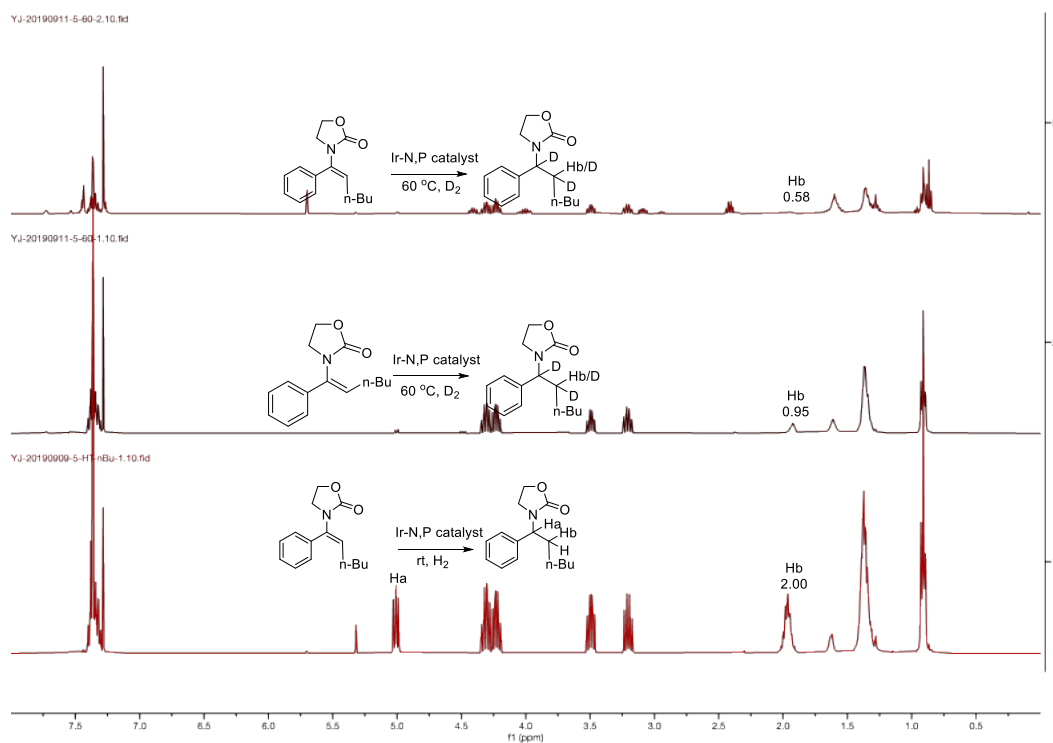 YJ-20190911-5-60-2.10.fid
O
N
O
n-Bu
Ir-N,P catalyst
60 °C, D₂
O
N
O
D
Hb/D
D
n-Bu
Hb
0.58
YJ-20190911-5-60-1.10.fid
O
N
O
n-Bu
Ir-N,P catalyst
60 °C, D₂
O
N
O
D
Hb/D
D
n-Bu
Hb
0.95
YJ-20190909-5-HT-nBu-1.10.fid
O
N
O
n-Bu
Ir-N,P catalyst
rt, H₂
O
N
O
Ha
Hb
H
n-Bu
Ha
Hb
2.00
7.5 7.0 6.5 6.0 5.5 5.0 4.5 4.0 3.5 3.0 2.5 2.0 1.5 1.0 0.5
f1 (ppm)